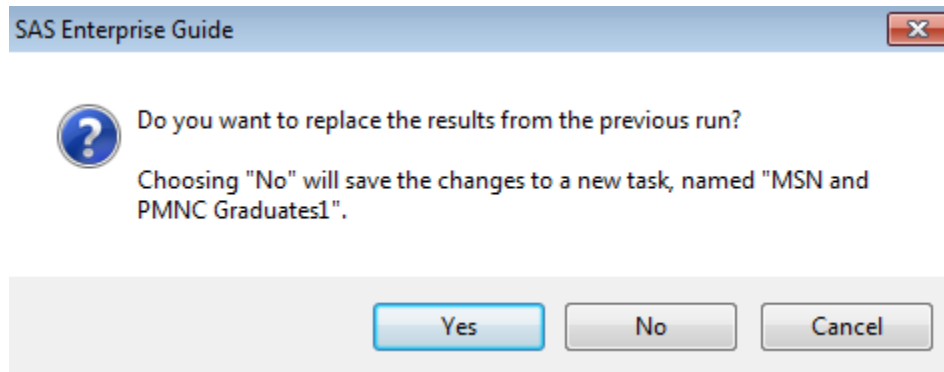 SAS Enterprise Guide
Do you want to replace the results from the previous run?
Choosing "No" will save the changes to a new task, named "MSN and
PMNC Graduates1".
Yes No Cancel